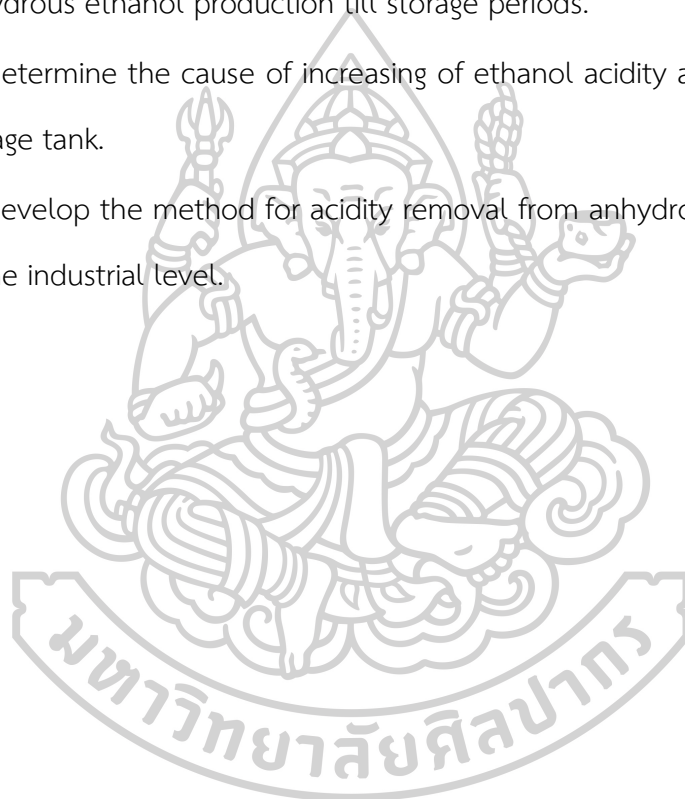 ydrous ethanol production till storage periods.
etermine the cause of increasing of ethanol acidity a
age tank.
evelop the method for acidity removal from anhydro
e industrial level.
มหาวิทยาลัยศิลปากร